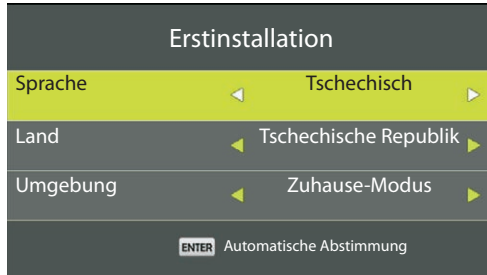 Erstinstallation
Sprache Tschechisch
Land Tschechische Republik
Umgebung Zuhause-Modus
ENTER Automatische Abstimmung